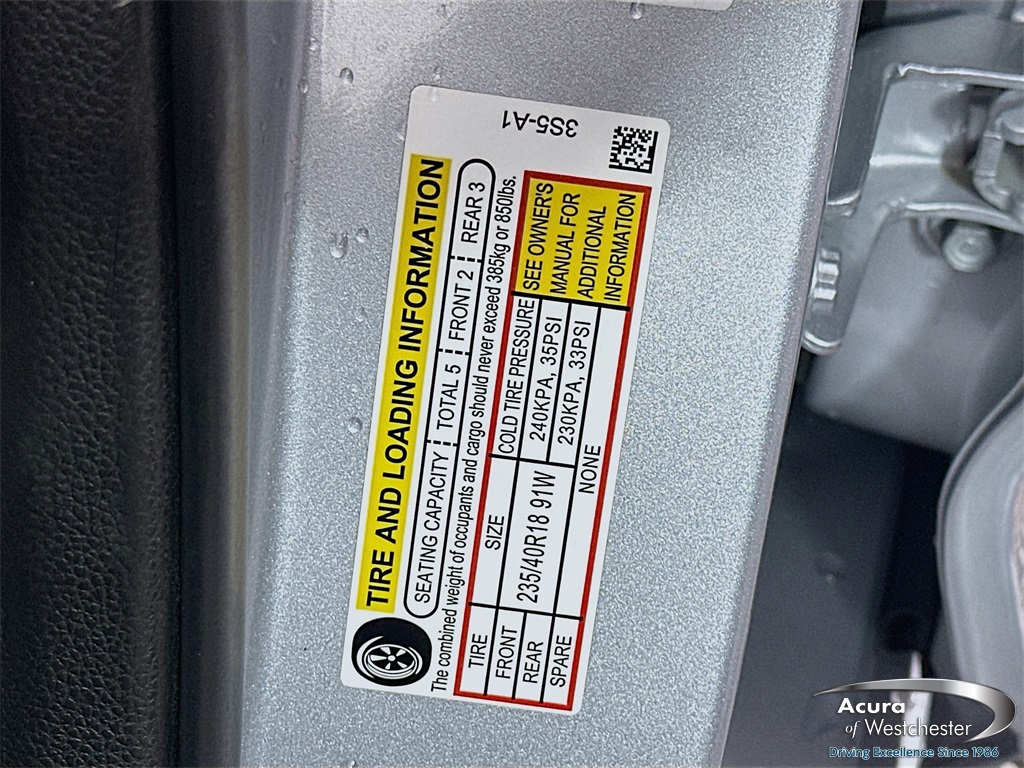 3S5-A1
TIRE AND LOADING INFORMATION
SEATING CAPACITY TOTAL 5 FRONT 2 REAR 3
The combined weight of occupants and cargo should never exceed 385kg or 850lbs.
TIRE SIZE COLD TIRE PRESSURE
FRONT 235/40R18 91W 240KPA, 35PSI
REAR 230KPA, 33PSI
SPARE NONE
SEE OWNER'S
MANUAL FOR
ADDITIONAL
INFORMATION
Acura
of Westchester
Driving Excellence Since 1986